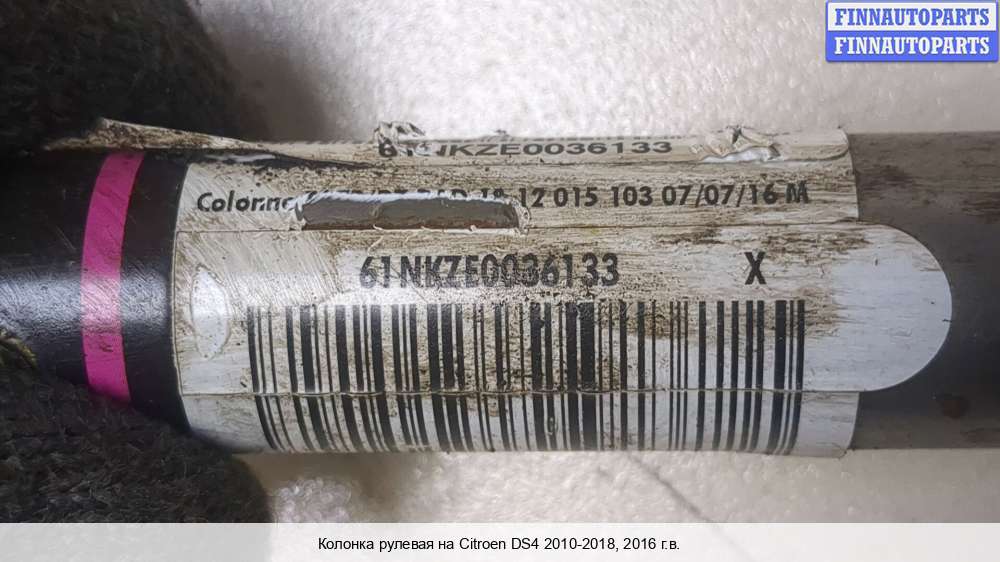 FINNAUTOPARTS
FINNAUTOPARTS
61NKZE0036133
Colonne 12 015 103 07/07/16 M
61NKZE0036133 X
Колонка рулевая на Citroen DS4 2010-2018, 2016 г.в.